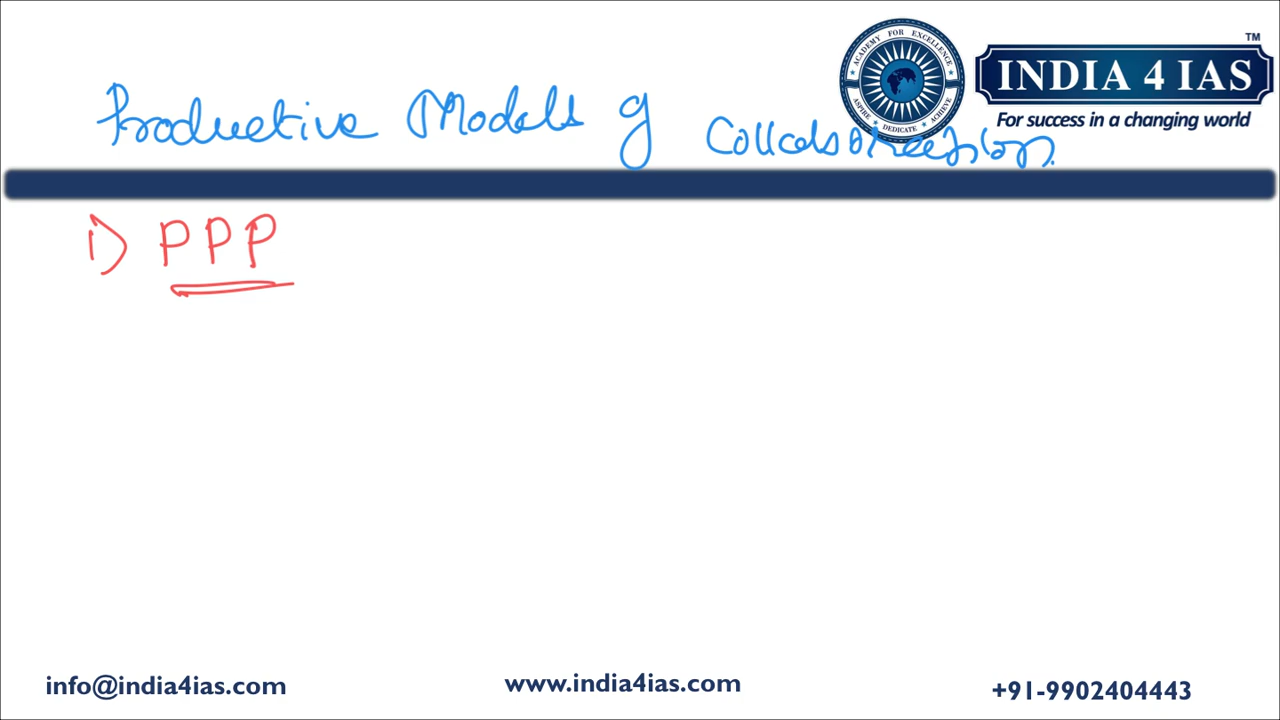 ACADEMY FOR EXCELLENCE
ASPIRE DEDICATE ACHIEVE
TM
INDIA 4 IAS
For success in a changing world
Productive Models of Collaboration.
1) PPP
info@india4ias.com
www.india4ias.com
+91-9902404443